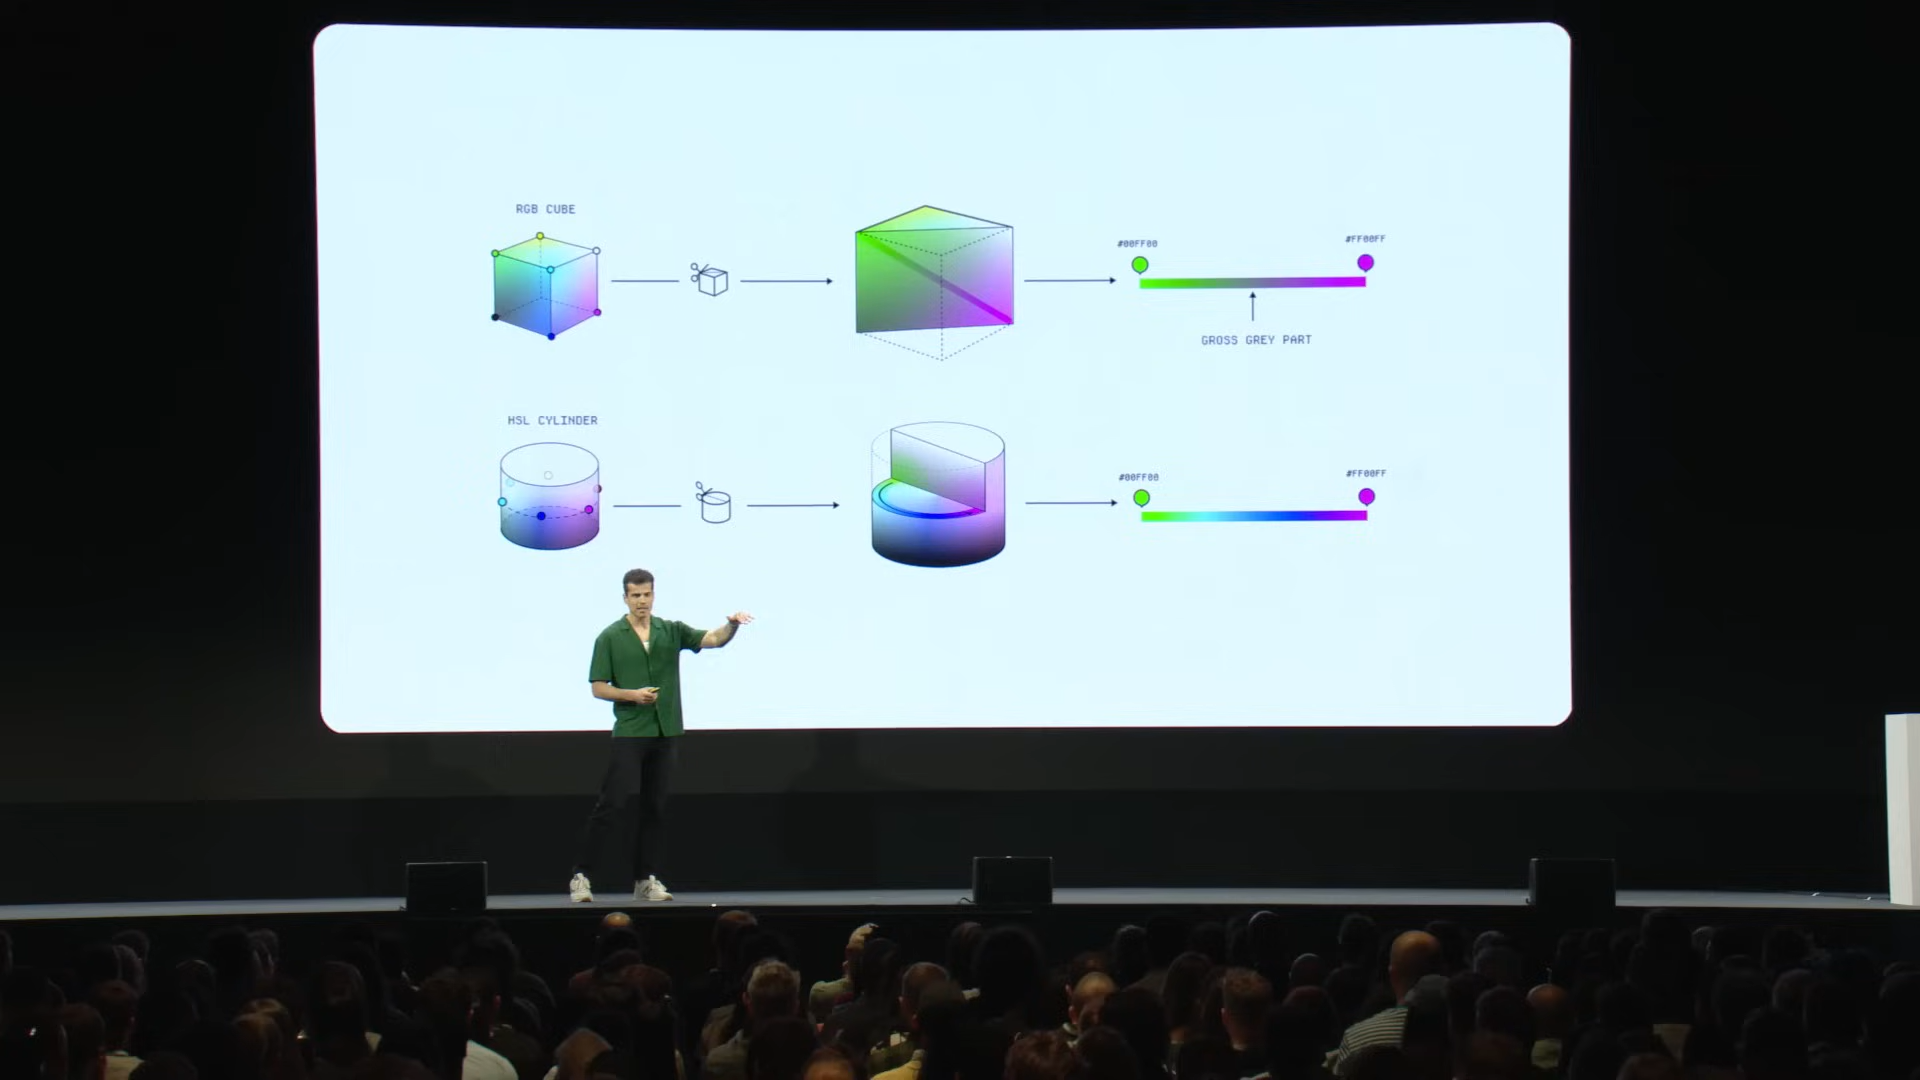 RGB CUBE
#00FF00
#FF00FF
GROSS GREY PART
HSL CYLINDER
#00FF00
#FF00FF